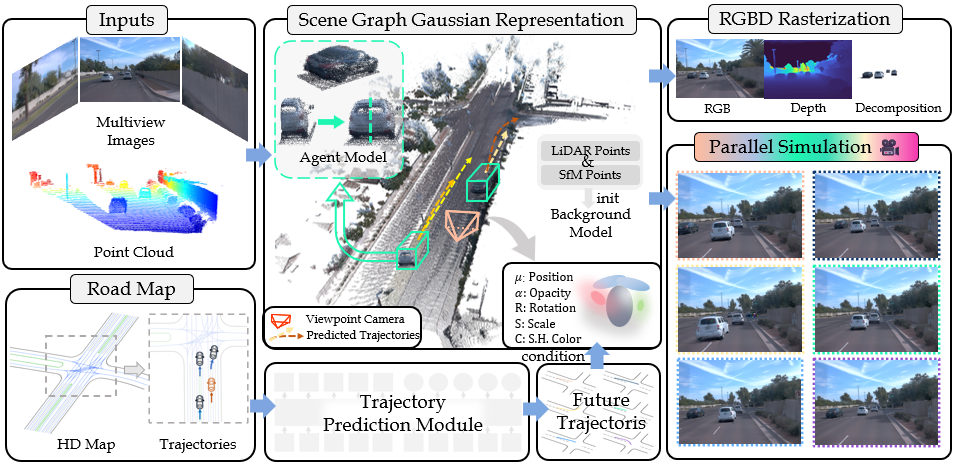 Inputs
Multiview
Images
Point Cloud
Road Map
HD Map
Trajectories
Scene Graph Gaussian Representation
Agent Model
LiDAR Points
&
SfM Points
init
Background
Model
Viewpoint Camera
Predicted Trajectories
μ: Position
α: Opacity
R: Rotation
S: Scale
C: S.H. Color
condition
Trajectory
Prediction Module
Future
Trajectoris
RGBD Rasterization
RGB
Depth
Decomposition
Parallel Simulation